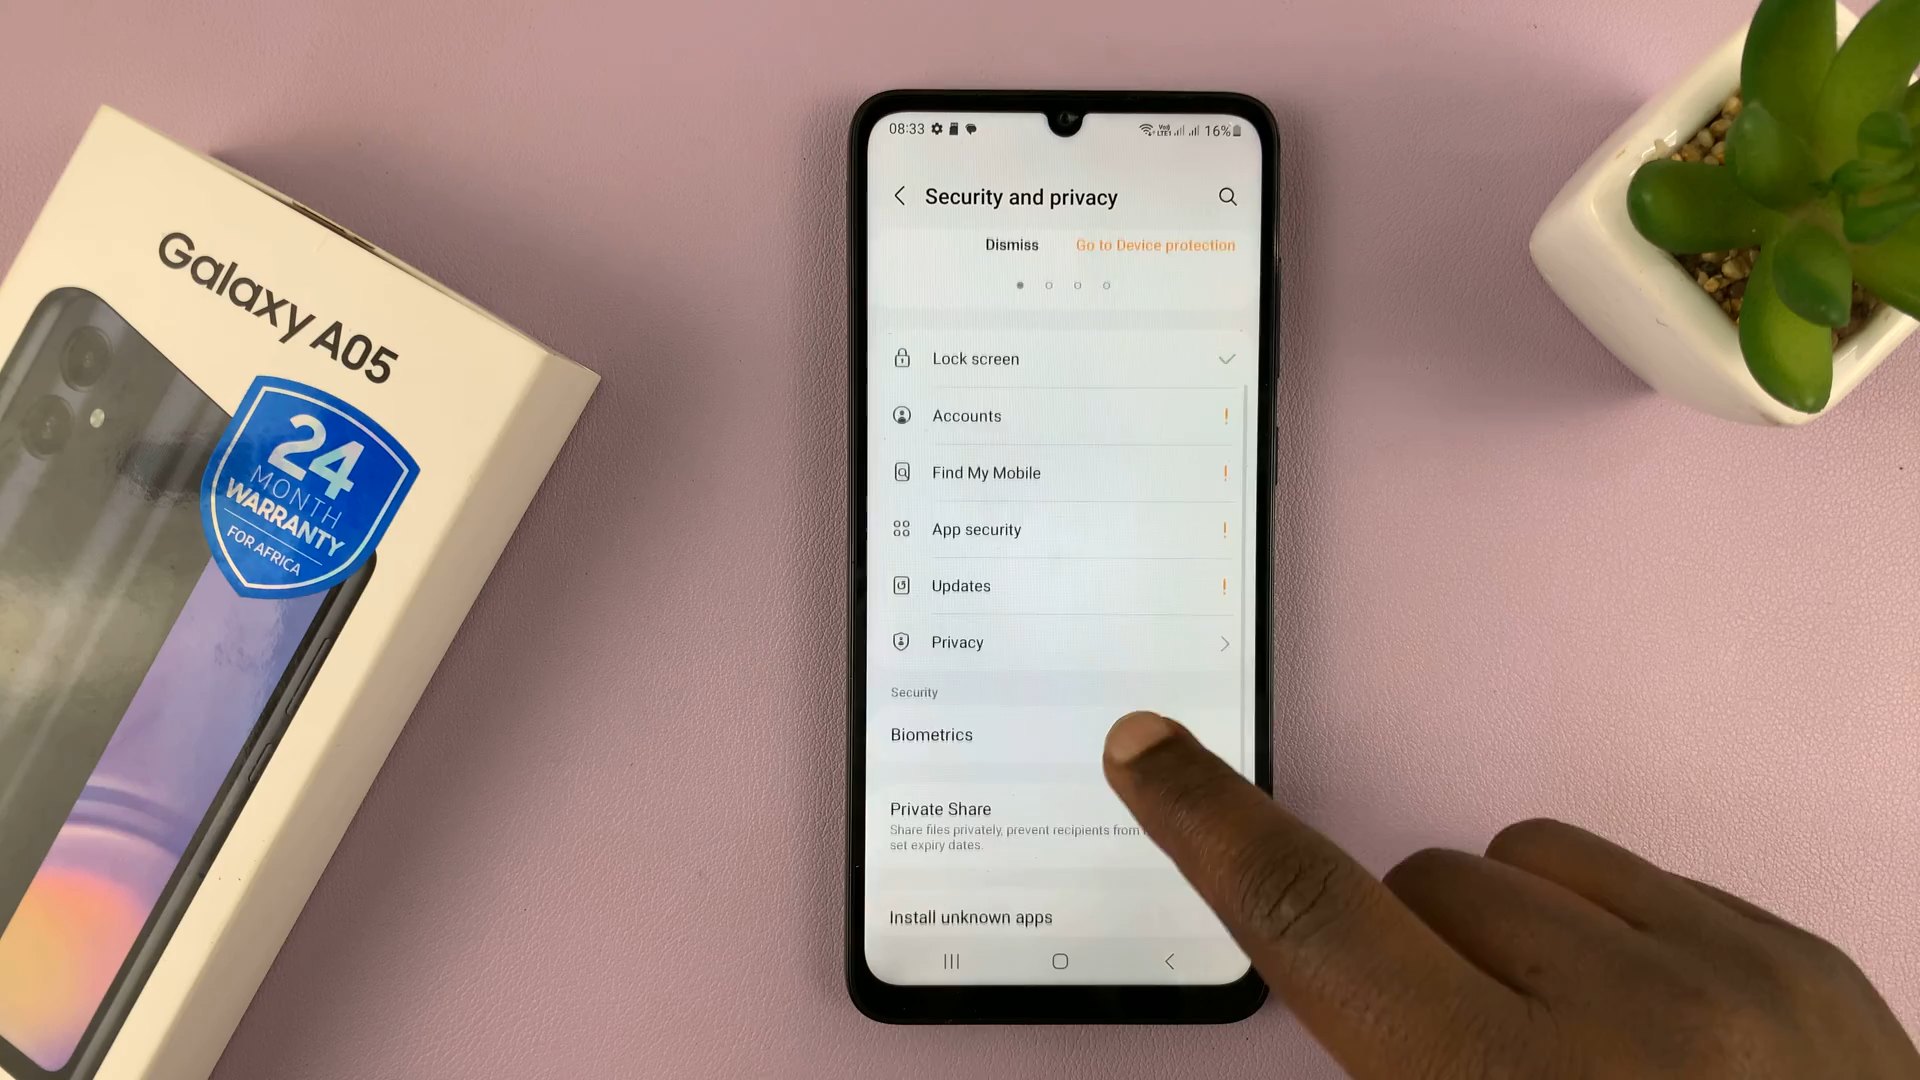 Galaxy A05
24
MONTH
WARRANTY
FOR AFRICA
08:33
16%
Security and privacy
Dismiss
Go to Device protection
Lock screen
Accounts
Find My Mobile
App security
Updates
Privacy
Security
Biometrics
Private Share
Share files privately, prevent recipients from
set expiry dates.
Install unknown apps